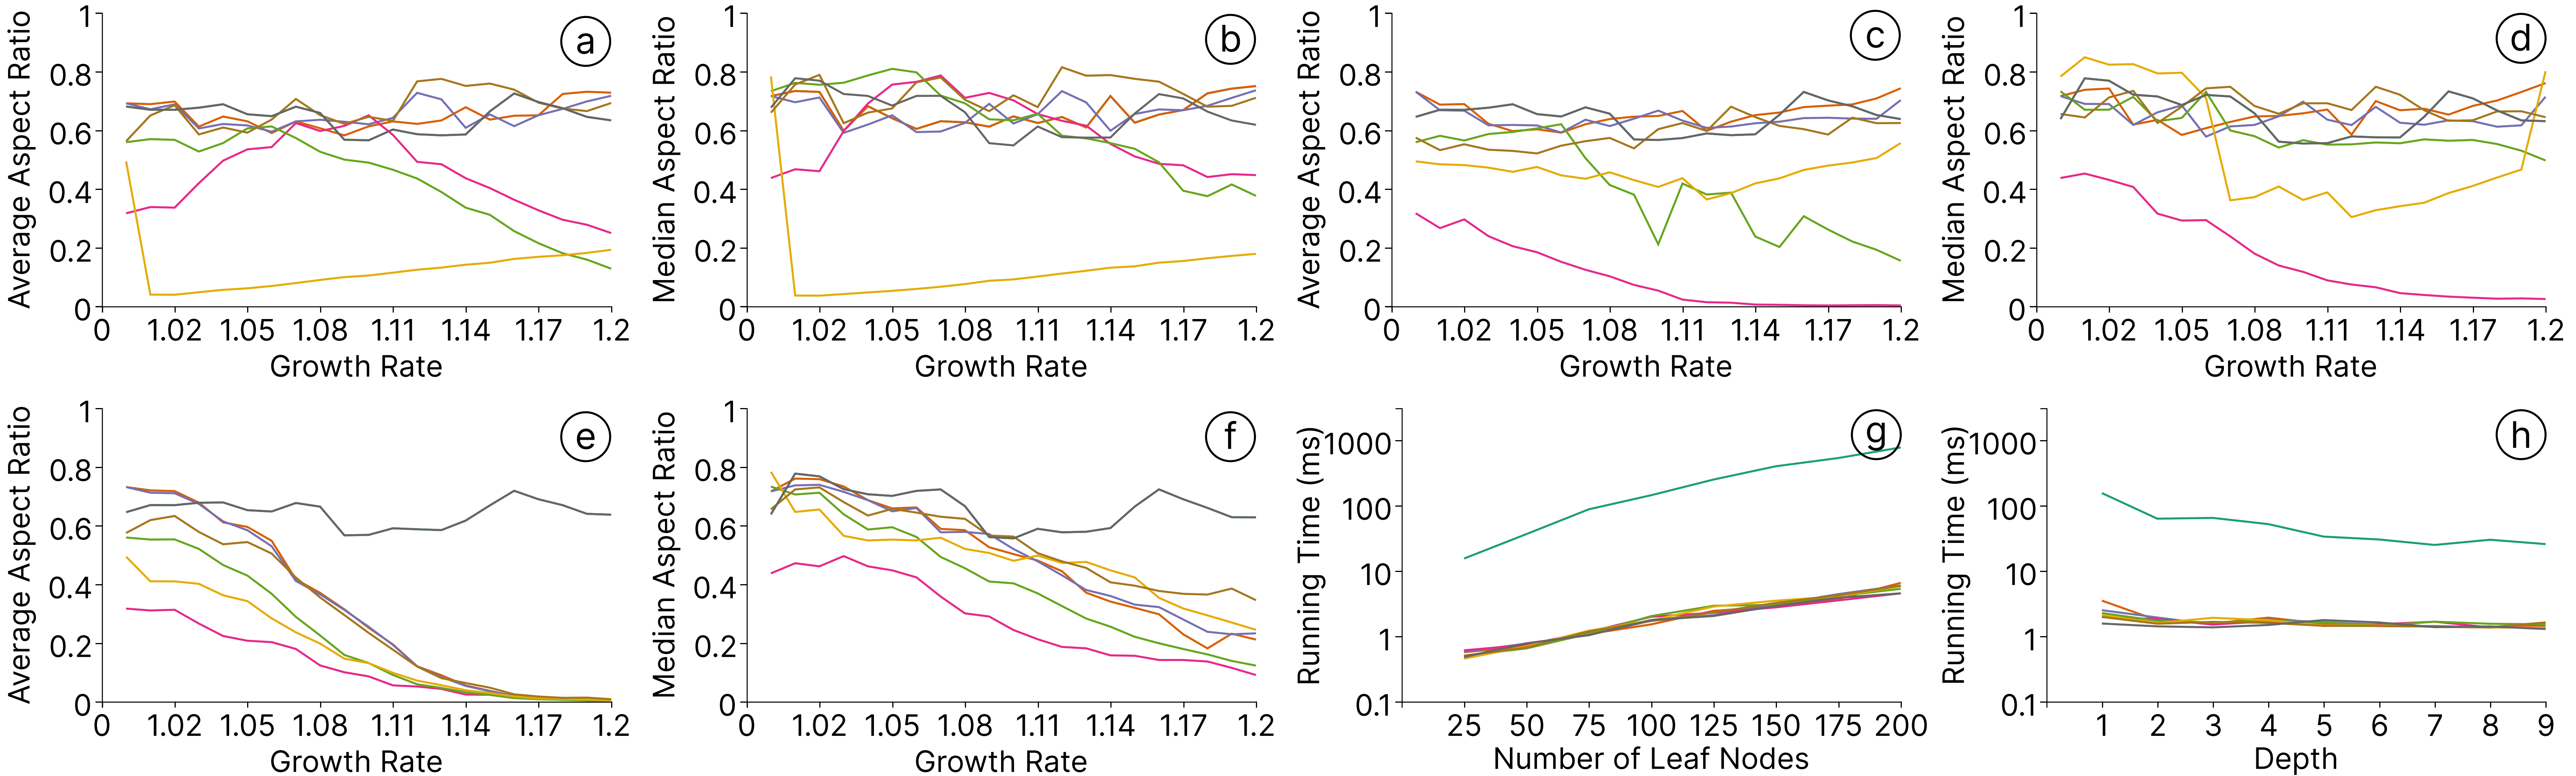 Average Aspect Ratio
1
0.8
0.6
0.4
0.2
0
0 1.02 1.05 1.08 1.11 1.14 1.17 1.2
Growth Rate
a
Median Aspect Ratio
1
0.8
0.6
0.4
0.2
0
0 1.02 1.05 1.08 1.11 1.14 1.17 1.2
Growth Rate
b
Average Aspect Ratio
1
0.8
0.6
0.4
0.2
0
0 1.02 1.05 1.08 1.11 1.14 1.17 1.2
Growth Rate
c
Median Aspect Ratio
1
0.8
0.6
0.4
0.2
0
0 1.02 1.05 1.08 1.11 1.14 1.17 1.2
Growth Rate
d
Average Aspect Ratio
1
0.8
0.6
0.4
0.2
0
0 1.02 1.05 1.08 1.11 1.14 1.17 1.2
Growth Rate
e
Median Aspect Ratio
1
0.8
0.6
0.4
0.2
0
0 1.02 1.05 1.08 1.11 1.14 1.17 1.2
Growth Rate
f
Running Time (ms)
1000
100
10
1
0.1
25 50 75 100 125 150 175 200
Number of Leaf Nodes
g
Running Time (ms)
1000
100
10
1
0.1
1 2 3 4 5 6 7 8 9
Depth
h